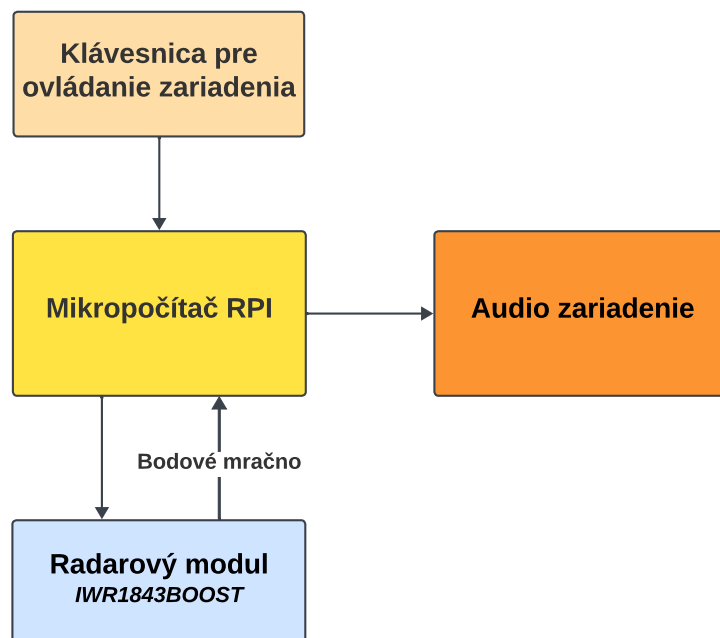 Klávesnica pre
ovládanie zariadenia
Mikropočítač RPI
Audio zariadenie
Bodové mračno
Radarový modul
IWR1843BOOST